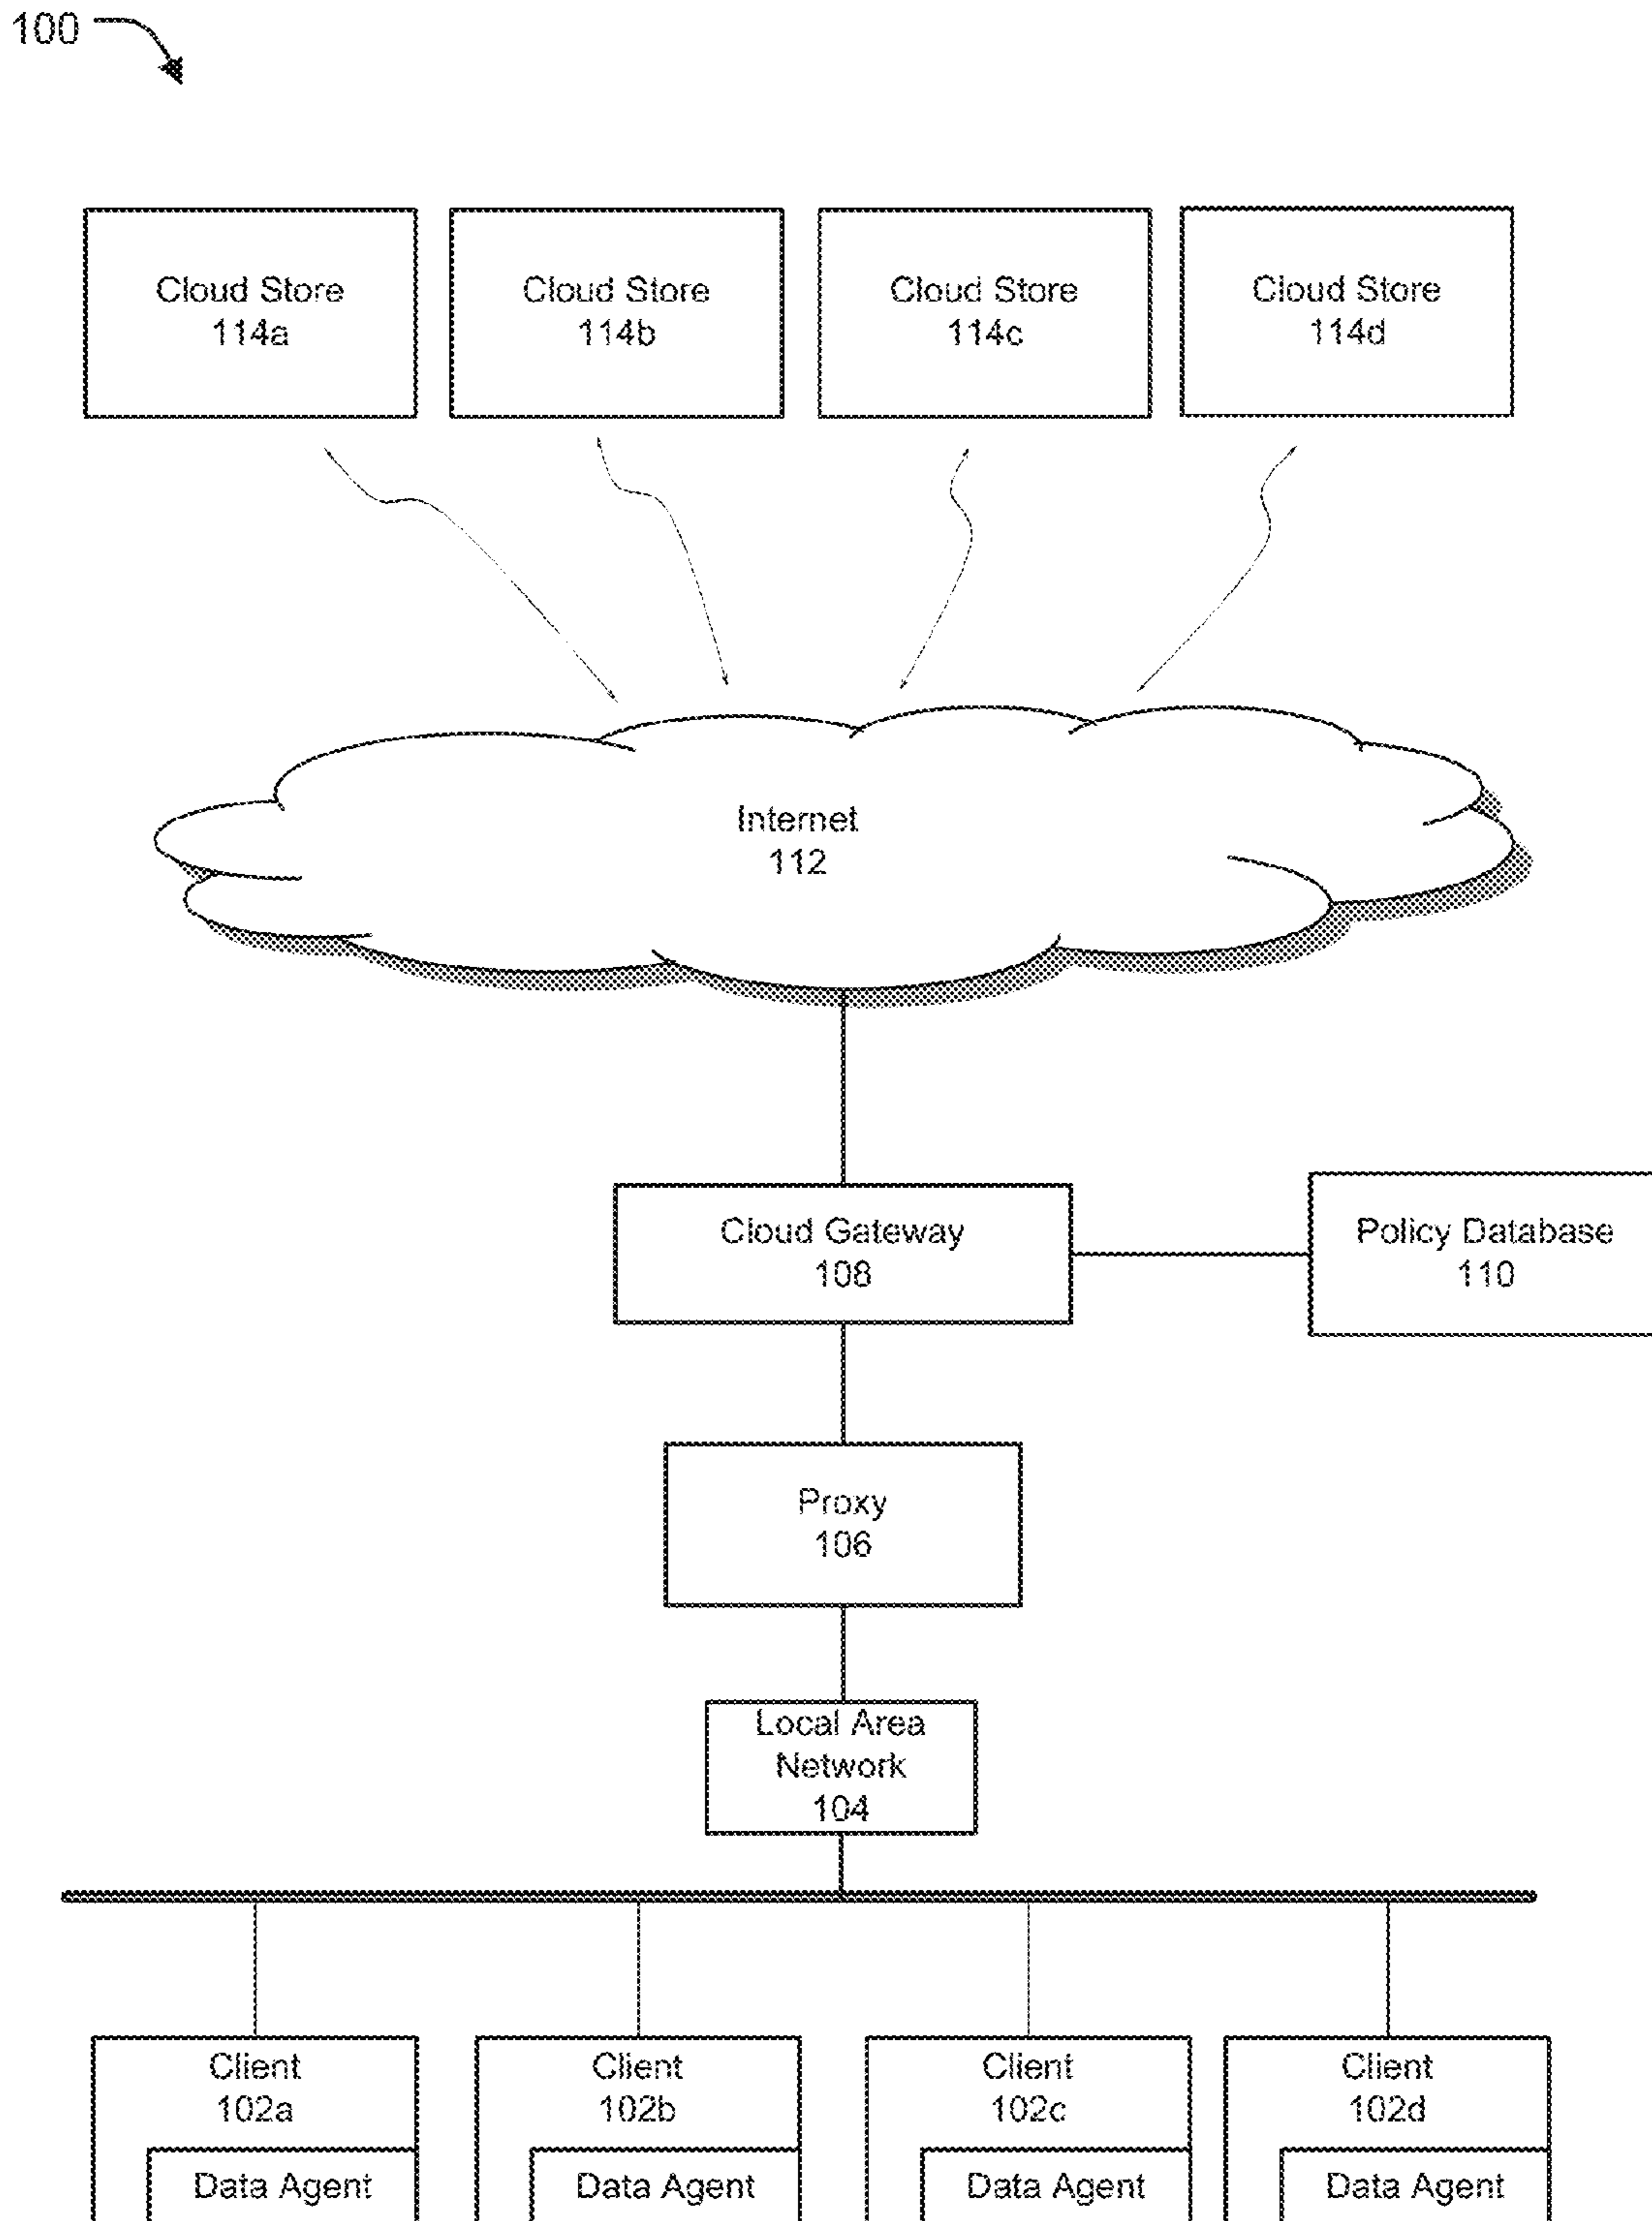 100
Cloud Store
114a
Cloud Store
114b
Cloud Store
114c
Cloud Store
114d
Internet
112
Cloud Gateway
108
Policy Database
110
Proxy
106
Local Area
Network
104
Client
102a
Client
102b
Client
102c
Client
102d
Data Agent
Data Agent
Data Agent
Data Agent